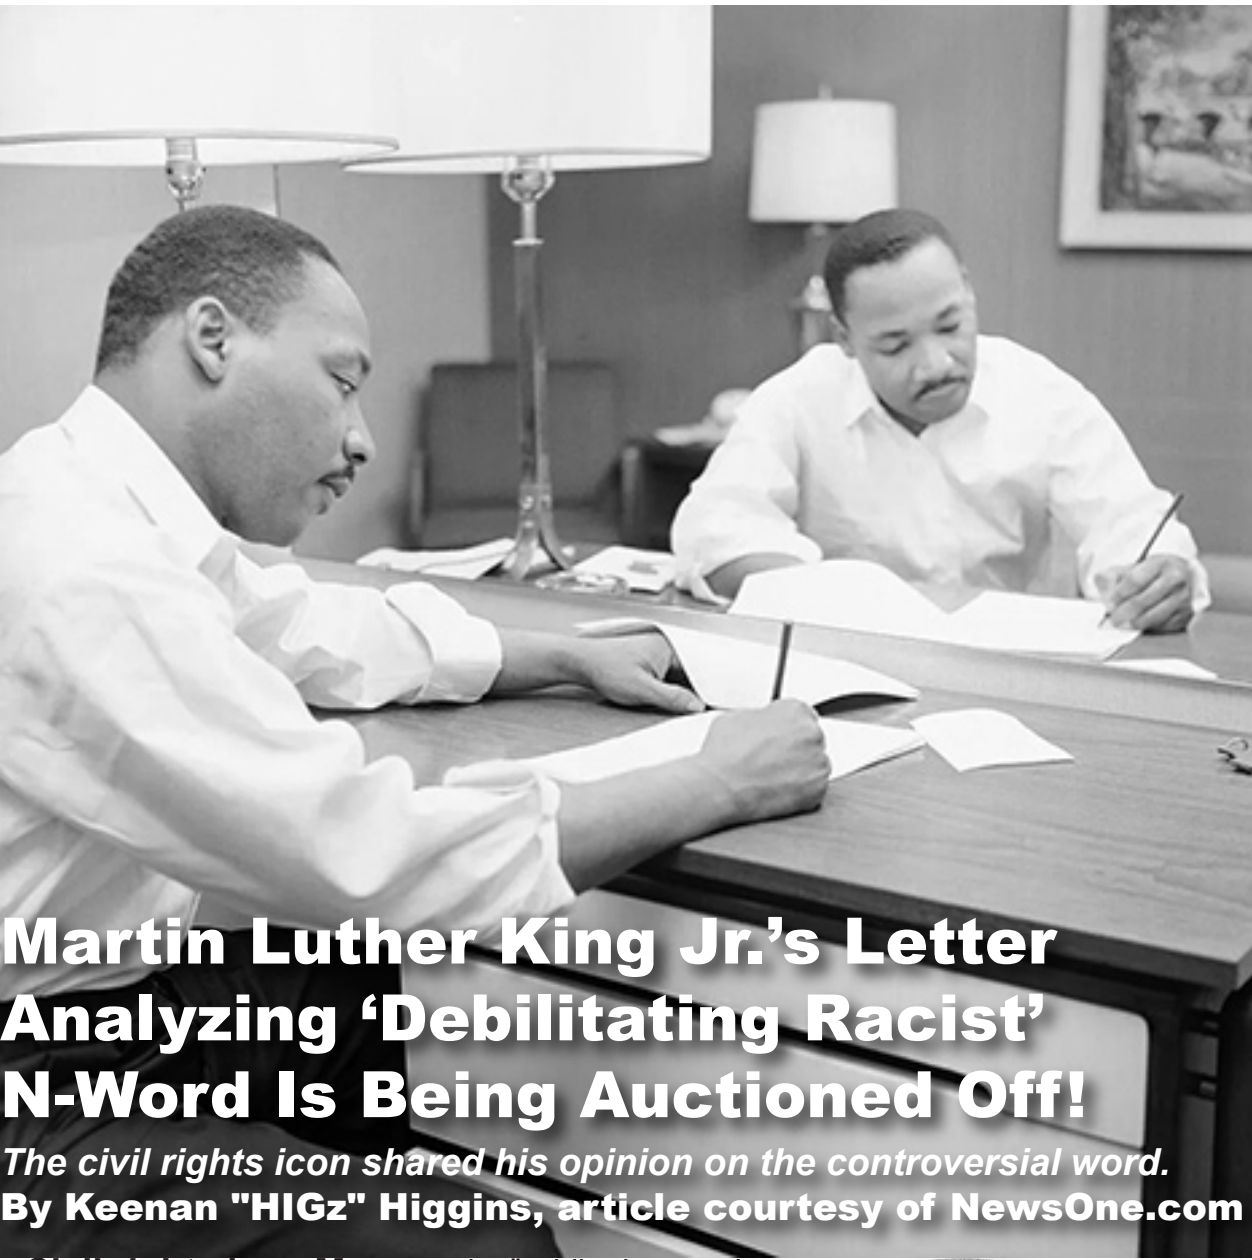 Martin Luther King Jr.’s Letter
Analyzing ‘Debilitating Racist’
N-Word Is Being Auctioned Off!
The civil rights icon shared his opinion on the controversial word.
By Keenan "HIGz" Higgins, article courtesy of NewsOne.com